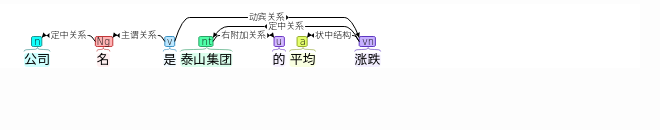 动宾关系
定中关系
n 定中关系 Ng 主谓关系 v nt 右附加关系 u a 状中结构 vn
公司 名 是 泰山集团 的 平均 涨跌